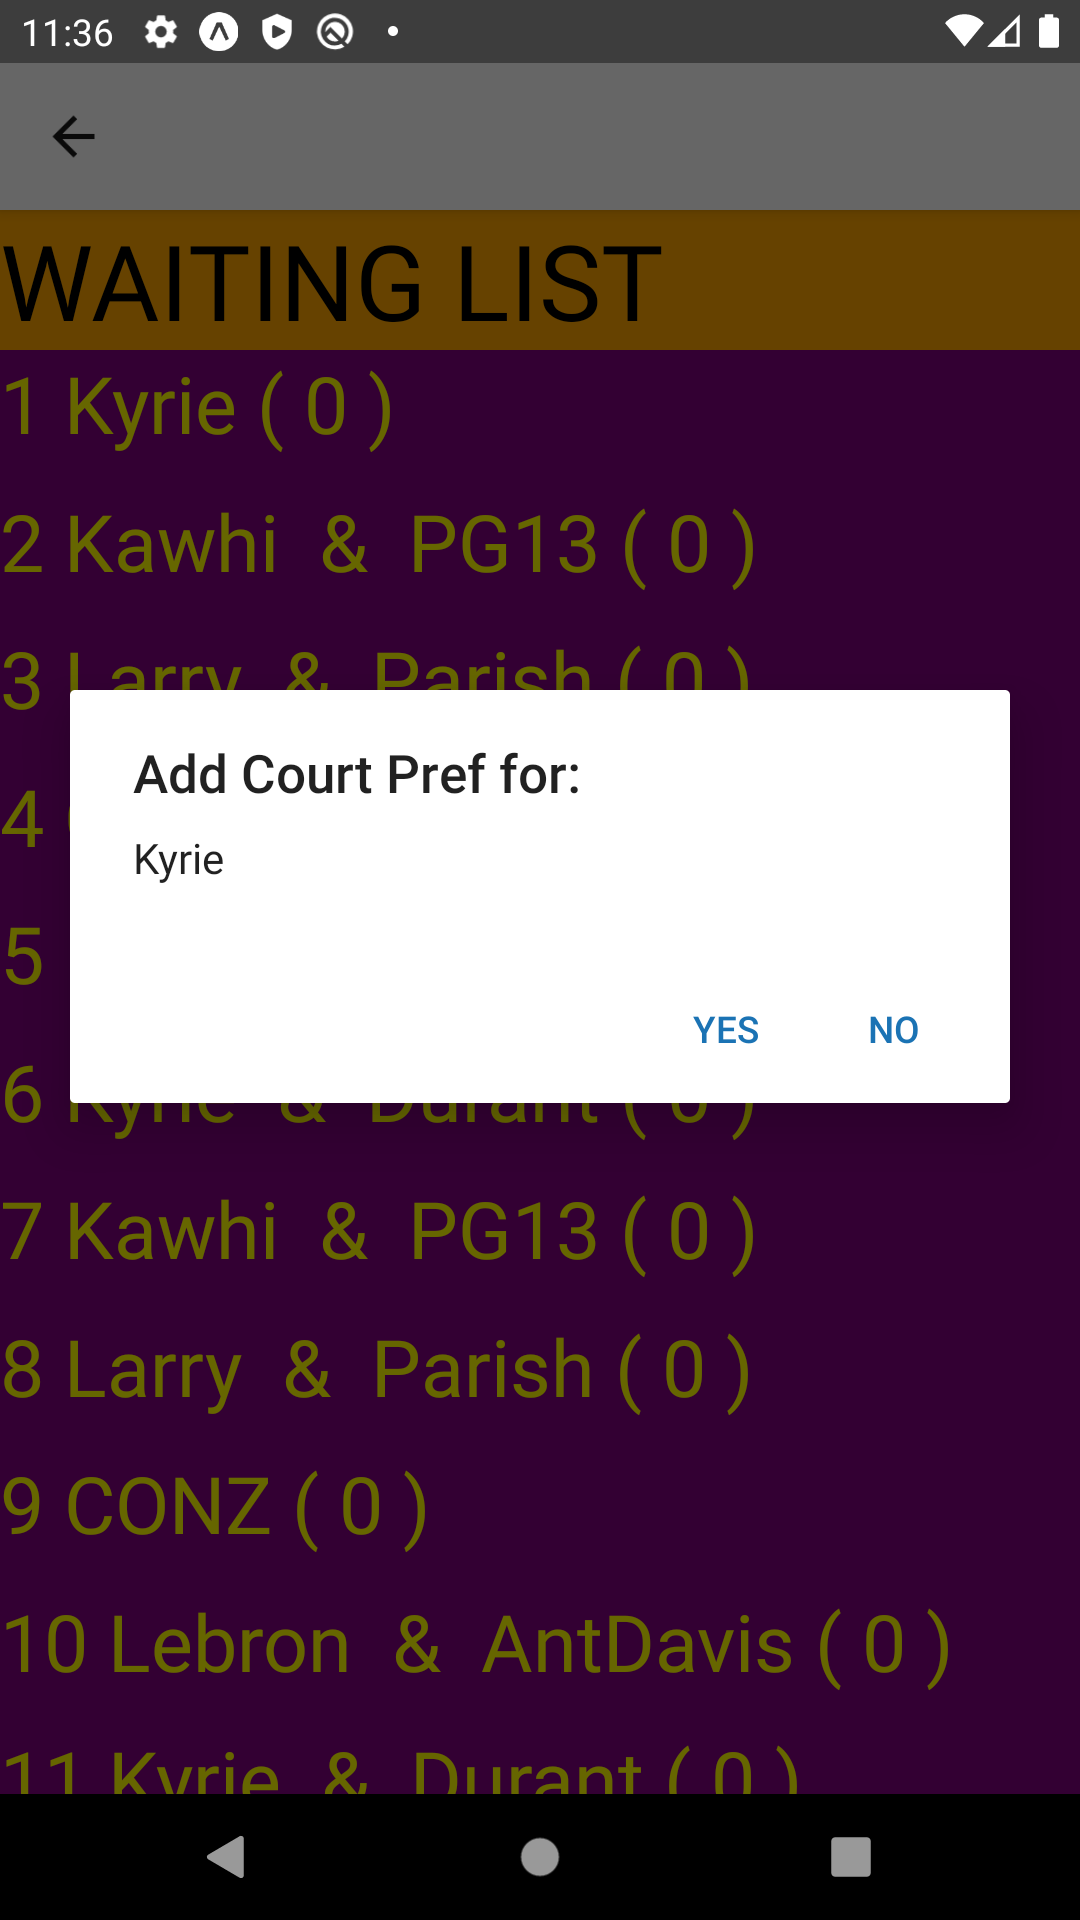 11:36
WAITING LIST
1 Kyrie ( 0 )
2 Kawhi & PG13 ( 0 )
3 Larry & Parish ( 0 )
Add Court Pref for:
Kyrie
YES NO
4
5
6 Kyrie & Durant ( 0 )
7 Kawhi & PG13 ( 0 )
8 Larry & Parish ( 0 )
9 CONZ ( 0 )
10 Lebron & AntDavis ( 0 )
11 Kyrie & Durant ( 0 )